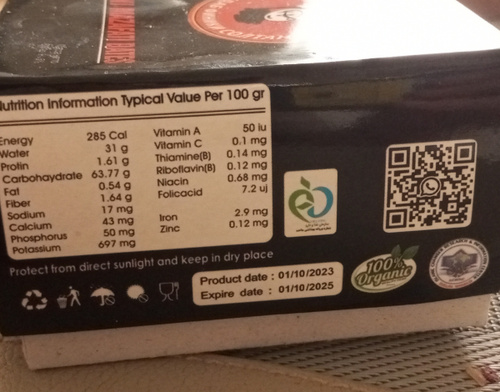 Nutrition Information Typical Value Per 100 gr
Energy 285 Cal
Water 31 g
Protin 1.61 g
Carbohaydrate 63.77 g
Fat 0.54 g
Fiber 1.64 g
Sodium 17 mg
Calcium 43 mg
Phosphorus 50 mg
Potassium 697 mg
Vitamin A 50 iu
Vitamin C 0.1 mg
Thiamine(B) 0.14 mg
Riboflavin(B) 0.12 mg
Niacin 0.68 mg
Folicacid 7.2 uj
Iron 2.9 mg
Zinc 0.12 mg
Protect from direct sunlight and keep in dry place
Product date : 01/10/2023
Expire date : 01/10/2025
100%
Organic